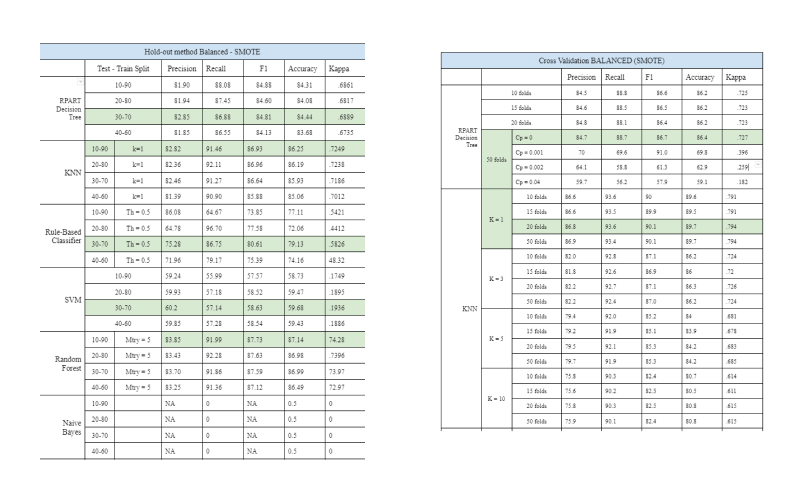 Hold-out method Balanced - SMOTE
Test - Train Split Precision Recall F1 Accuracy Kappa
RPART Decision Tree
10-90 81.90 88.08 84.88 84.31 .6861
20-80 81.94 87.45 84.60 84.08 .6817
30-70 82.85 86.88 84.81 84.44 .6889
40-60 81.85 86.55 84.13 83.68 .6735
KNN
10-90 k=1 82.82 91.46 86.93 86.25 .7249
20-80 k=1 82.36 92.11 86.96 86.19 .7238
30-70 k=1 82.46 91.27 86.64 85.93 .7186
40-60 k=1 81.39 90.90 85.88 85.06 .7012
Rule-Based Classifier
10-90 Th = 0.5 86.08 64.67 73.85 77.11 .5421
20-80 Th = 0.5 64.78 96.70 77.58 72.06 .4412
30-70 Th = 0.5 75.28 86.75 80.61 79.13 .5826
40-60 Th = 0.5 71.96 79.17 75.39 74.16 48.32
SVM
10-90 59.24 55.99 57.57 58.73 .1749
20-80 59.93 57.18 58.52 59.47 .1895
30-70 60.2 57.14 58.63 59.68 .1936
40-60 59.85 57.28 58.54 59.43 .1886
Random Forest
10-90 Mtry = 5 83.85 91.99 87.73 87.14 74.28
20-80 Mtry = 5 83.43 92.28 87.63 86.98 .7396
30-70 Mtry = 5 83.70 91.86 87.59 86.99 73.97
40-60 Mtry = 5 83.25 91.36 87.12 86.49 72.97
Naive Bayes
10-90 NA 0 NA 0.5 0
20-80 NA 0 NA 0.5 0
30-70 NA 0 NA 0.5 0
40-60 NA 0 NA 0.5 0
Cross Validation BALANCED (SMOTE)
Precision Recall F1 Accuracy Kappa
RPART Decision Tree
10 folds 84.5 88.8 86.6 86.2 .725
15 folds 84.6 88.5 86.5 86.2 .723
20 folds 84.8 88.1 86.4 86.2 .723
50 folds
Cp = 0 84.7 88.7 86.7 86.4 .727
Cp = 0.001 70 69.6 91.0 69.8 .396
Cp = 0.002 64.1 58.8 61.3 62.9 .259
Cp = 0.04 59.7 56.2 57.9 59.1 .182
KNN
K = 1
10 folds 86.6 93.6 90 89.6 .791
15 folds 86.6 93.5 89.9 89.5 .791
20 folds 86.8 93.6 90.1 89.7 .794
50 folds 86.9 93.4 90.1 89.7 .794
K = 3
10 folds 82.0 92.8 87.1 86.2 .724
15 folds 81.8 92.6 86.9 86 .72
20 folds 82.2 92.7 87.1 86.3 .726
50 folds 82.2 92.4 87.0 86.2 .724
K = 5
10 folds 79.4 92.0 85.2 84 .681
15 folds 79.2 91.9 85.1 83.9 .678
20 folds 79.5 92.1 85.3 84.2 .683
50 folds 79.7 91.9 85.3 84.2 .685
K = 10
10 folds 75.8 90.3 82.4 80.7 .614
15 folds 75.6 90.2 82.3 80.5 .611
20 folds 75.8 90.3 82.5 80.8 .615
50 folds 75.9 90.1 82.4 80.8 .615